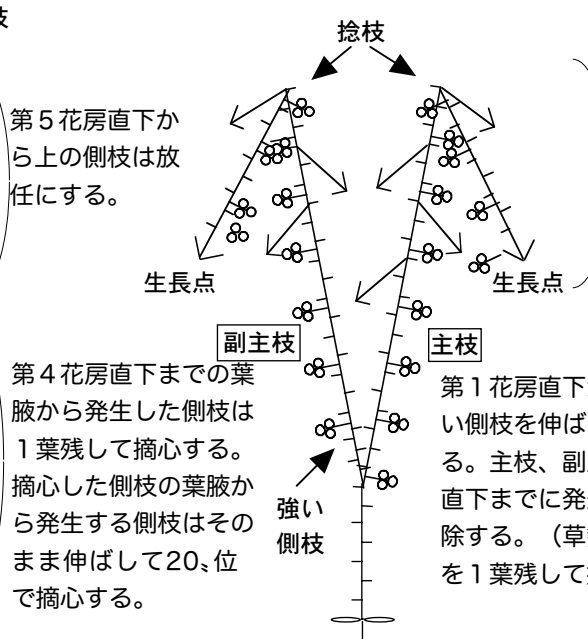 枝
捻枝
第５花房直下か
ら上の側枝は放
任にする。
生長点
生長点
副主枝
主枝
第４花房直下までの葉
腋から発生した側枝は
１葉残して摘心する。
摘心した側枝の葉腋か
ら発生する側枝はその
まま伸ばして20㌢位
で摘心する。
強い
側枝
第１花房直下
い側枝を伸ば
る。主枝、副
直下までに発
除する。（草
を１葉残して